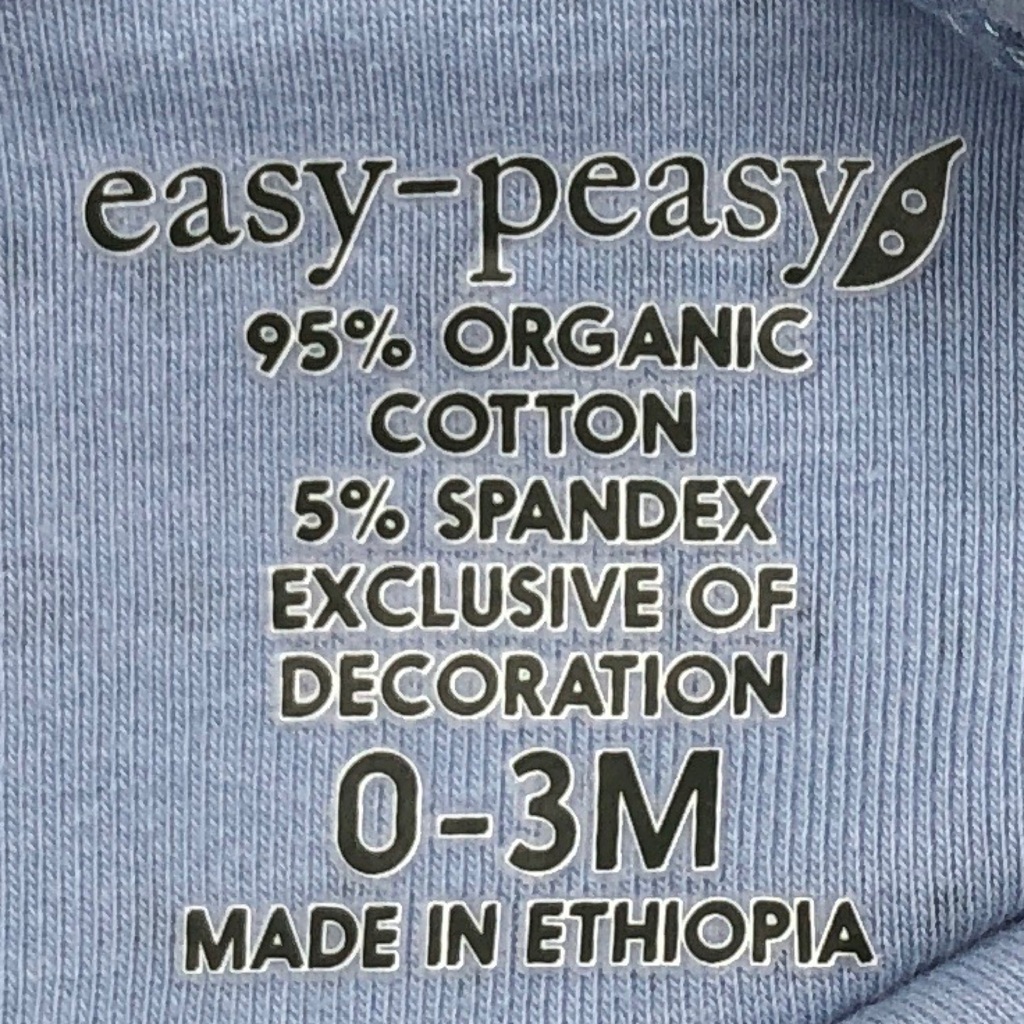 easy-peasy
95% ORGANIC
COTTON
5% SPANDEX
EXCLUSIVE OF
DECORATION
0-3M
MADE IN ETHIOPIA